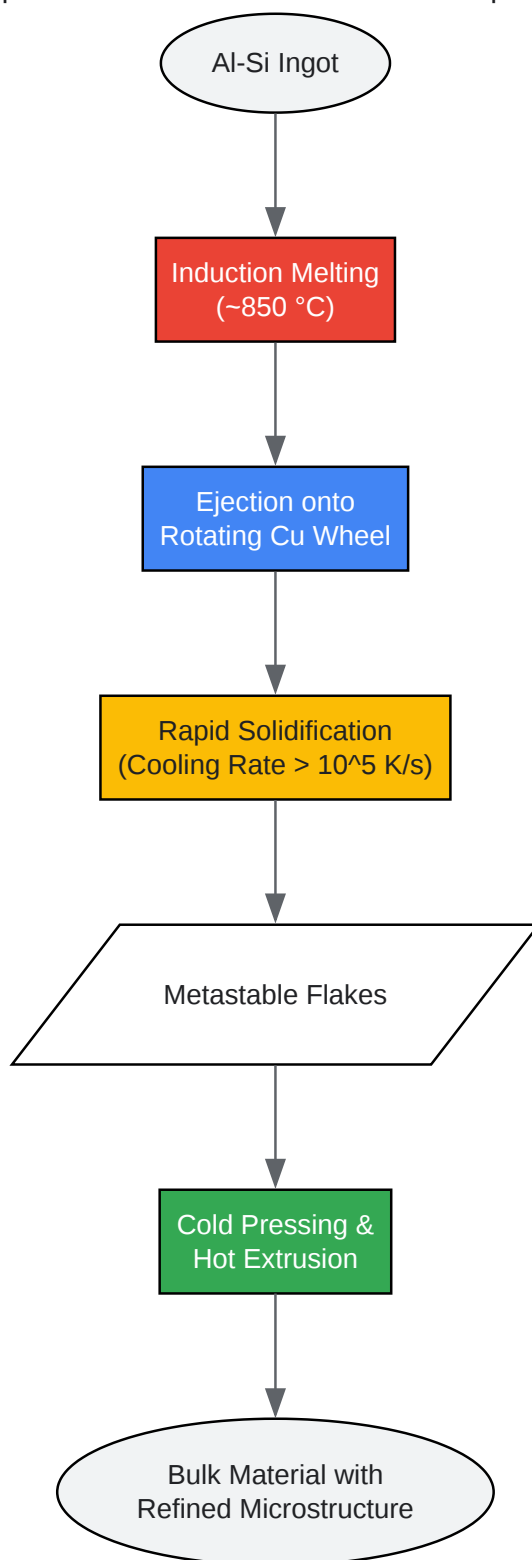 Al-Si Ingot
Induction Melting
(~850 °C)
Ejection onto
Rotating Cu Wheel
Rapid Solidification
(Cooling Rate > 10^5 K/s)
Metastable Flakes
Cold Pressing &
Hot Extrusion
Bulk Material with
Refined Microstructure